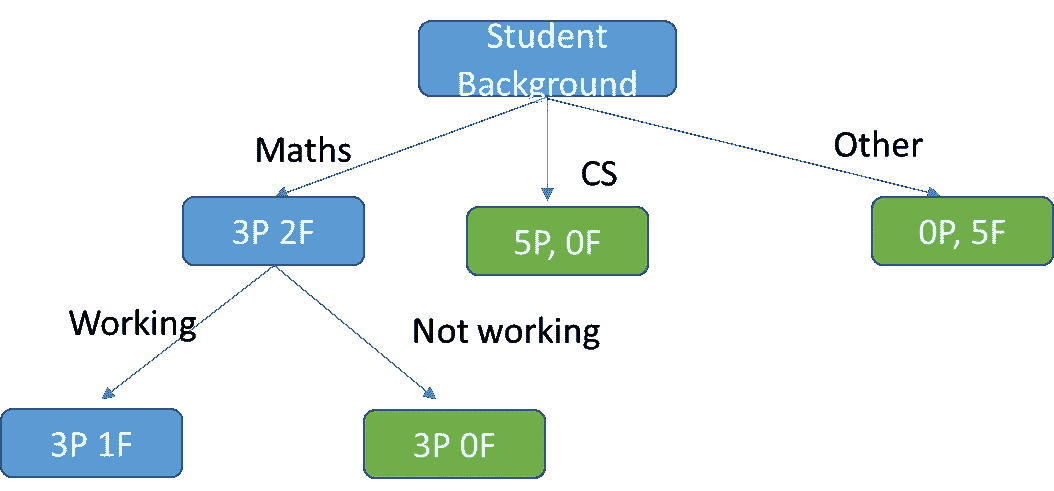 Student
Background
Maths
CS
Other
3P 2F
5P, 0F
0P, 5F
Working
Not working
3P 1F
3P 0F